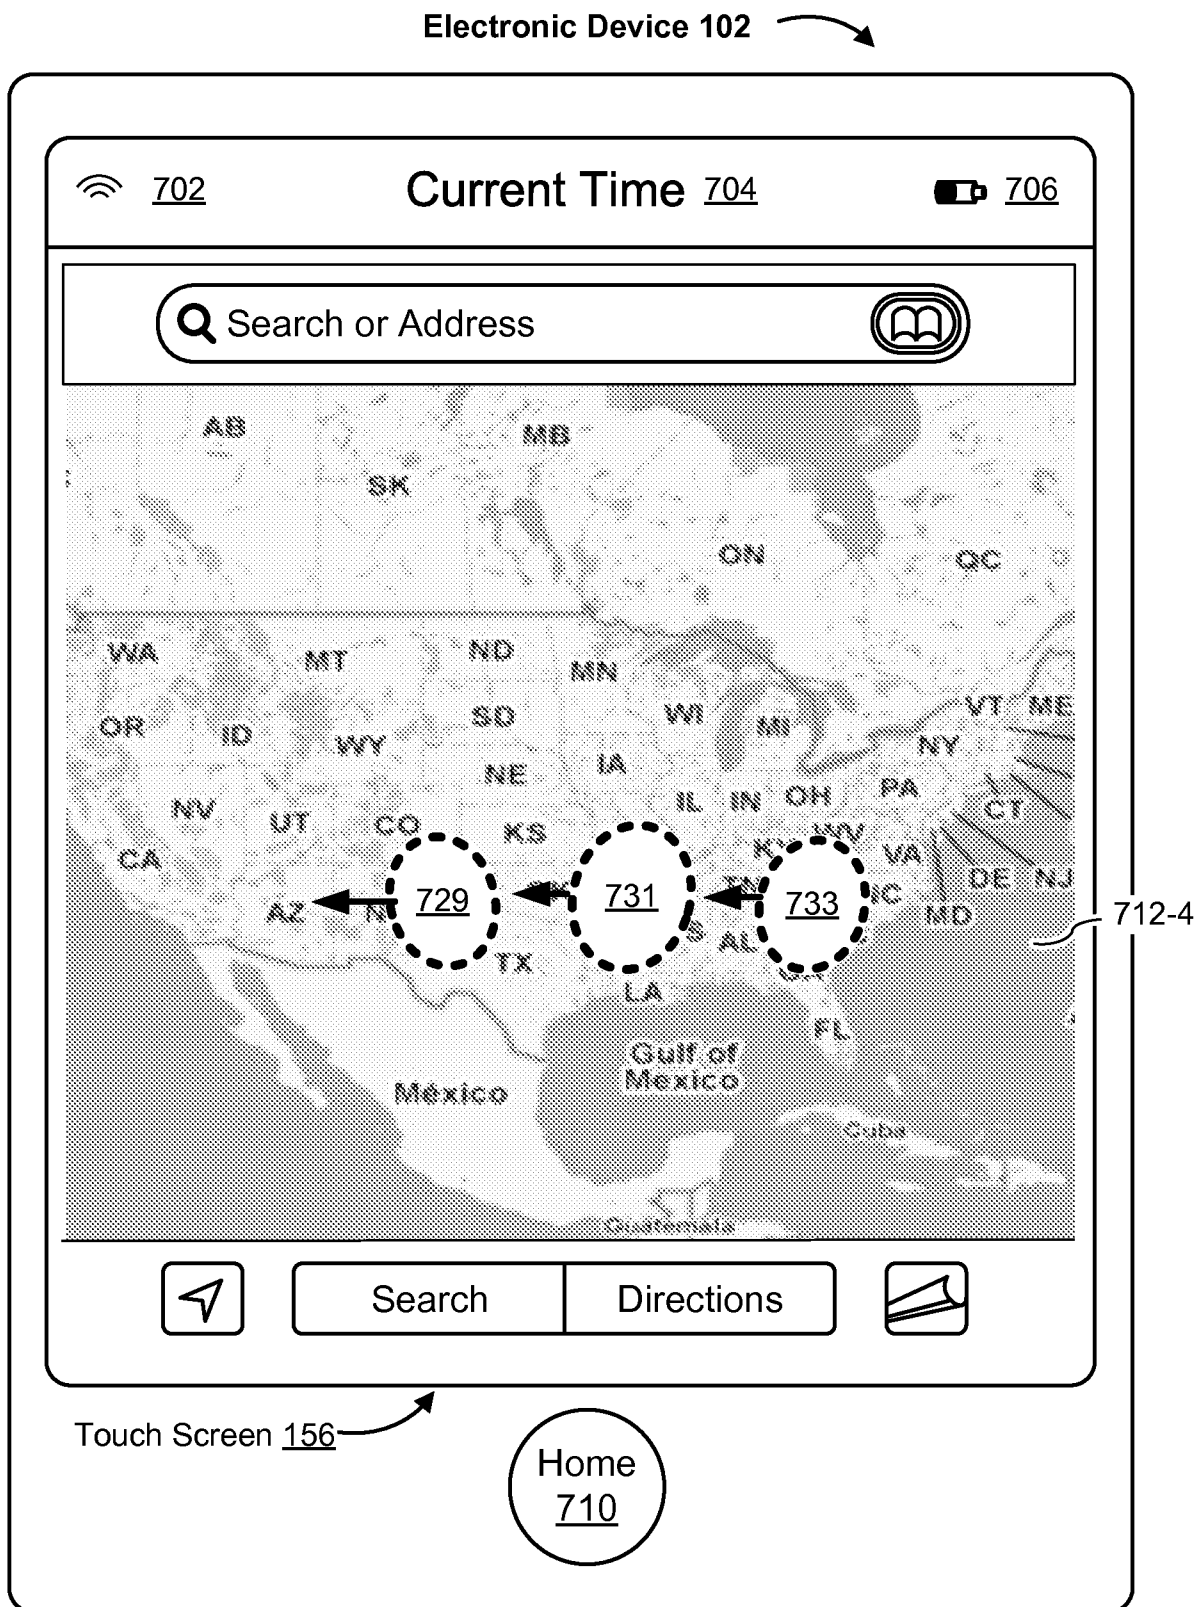 Electronic Device 102
702 Current Time 704 706
Search or Address
AB
MB
SK
ON
QC
WA
MT
ND
MN
OR
ID
WY
SD
WI
MI
VT ME
NY
NE
IA
NV
UT
CO
KS
IL IN OH
PA
CT
CA
WV
VA
DE NJ
AZ
729
731
TN
733
MD
712-4
TX
AL
LA
FL
Gulf of
Mexico
México
Cuba
Guatemala
Search Directions
Touch Screen 156
Home
710